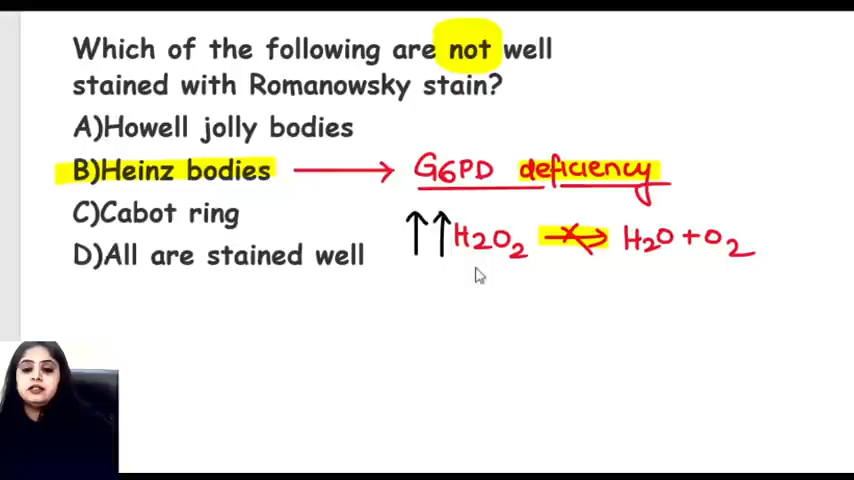 Which of the following are not well
stained with Romanowsky stain?
A)Howell jolly bodies
B)Heinz bodies → G6PD deficiency
C)Cabot ring
↑↑ H2O2 → H2O + O2
D)All are stained well